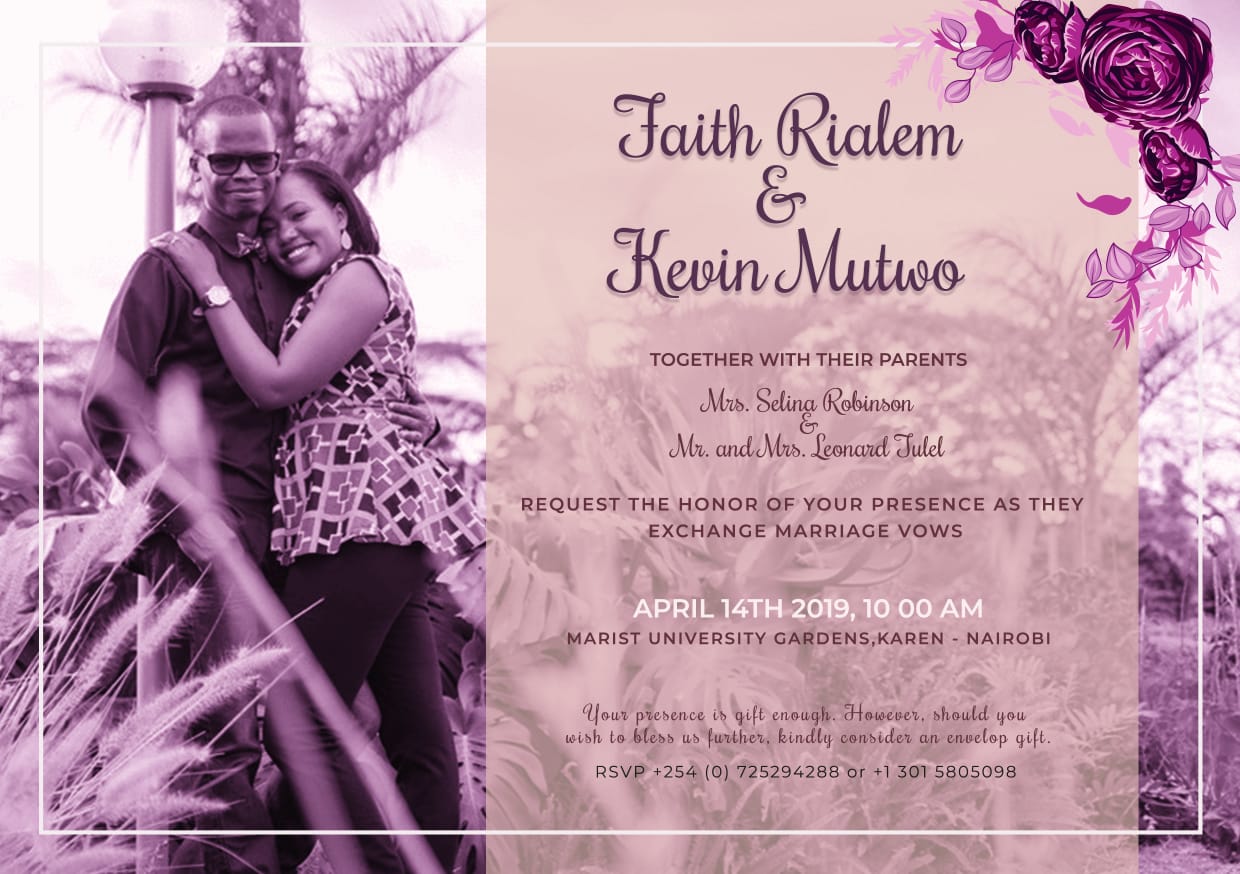 Faith Rialem
&
Kevin Mutwo
TOGETHER WITH THEIR PARENTS
Mrs. Selina Robinson
&
Mr. and Mrs. Leonard Tulel
REQUEST THE HONOR OF YOUR PRESENCE AS THEY
EXCHANGE MARRIAGE VOWS
APRIL 14TH 2019, 10 00 AM
MARIST UNIVERSITY GARDENS,KAREN - NAIROBI
Your presence is gift enough. However, should you
wish to bless us further, kindly consider an envelop gift.
RSVP +254 (0) 725294288 or +1 301 5805098